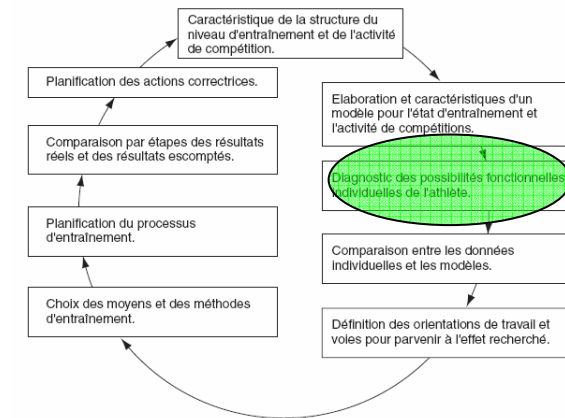 Caractéristique de la structure du
niveau d'entraînement et de l'activité
de compétition.
Elaboration et caractéristiques d'un
modèle pour l'état d'entraînement et
l'activité de compétitions.
Diagnostic des possibilités fonctionnelles
individuelles de l'athlète.
Comparaison entre les données
individuelles et les modèles.
Définition des orientations de travail et
voies pour parvenir à l'effet recherché.
Choix des moyens et des méthodes
d'entraînement.
Planification du processus
d'entraînement.
Comparaison par étapes des résultats
réels et des résultats escomptés.
Planification des actions correctrices.